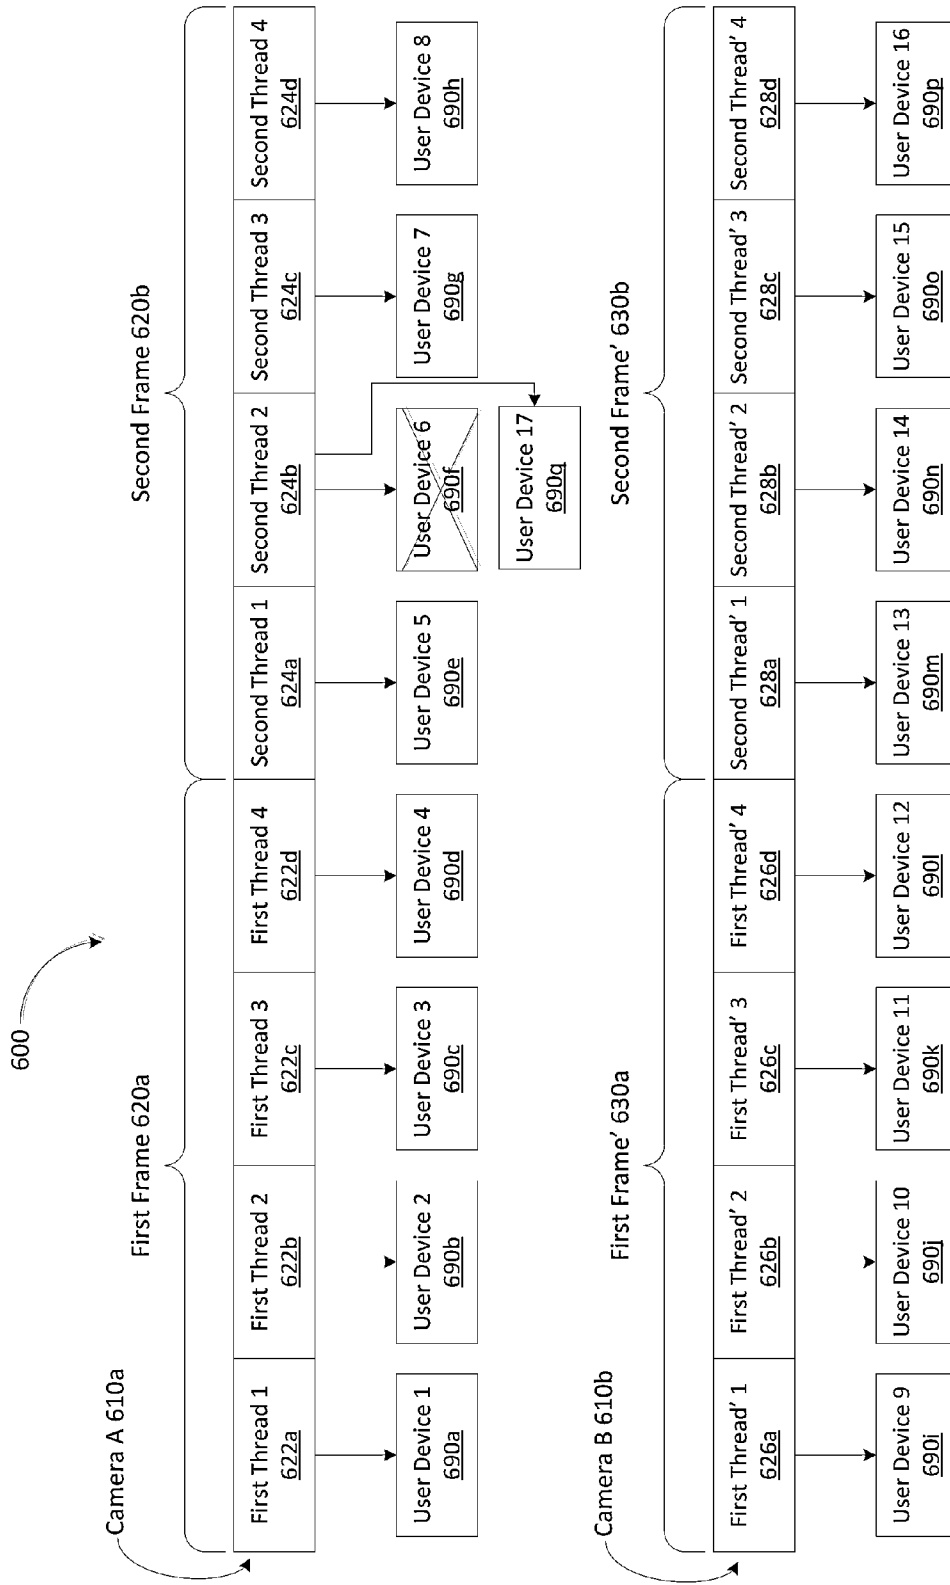 600
Camera A 610a
First Frame 620a
Second Frame 620b
First Thread 1
622a
First Thread 2
622b
First Thread 3
622c
First Thread 4
622d
Second Thread 1
624a
Second Thread 2
624b
Second Thread 3
624c
Second Thread 4
624d
User Device 1
690a
User Device 2
690b
User Device 3
690c
User Device 4
690d
User Device 5
690e
User Device 6
690f
User Device 7
690g
User Device 8
690h
User Device 17
690q
Camera B 610b
First Frame' 630a
Second Frame' 630b
First Thread' 1
626a
First Thread' 2
626b
First Thread' 3
626c
First Thread' 4
626d
Second Thread' 1
628a
Second Thread' 2
628b
Second Thread' 3
628c
Second Thread' 4
628d
User Device 9
690i
User Device 10
690j
User Device 11
690k
User Device 12
690l
User Device 13
690m
User Device 14
690n
User Device 15
690o
User Device 16
690p